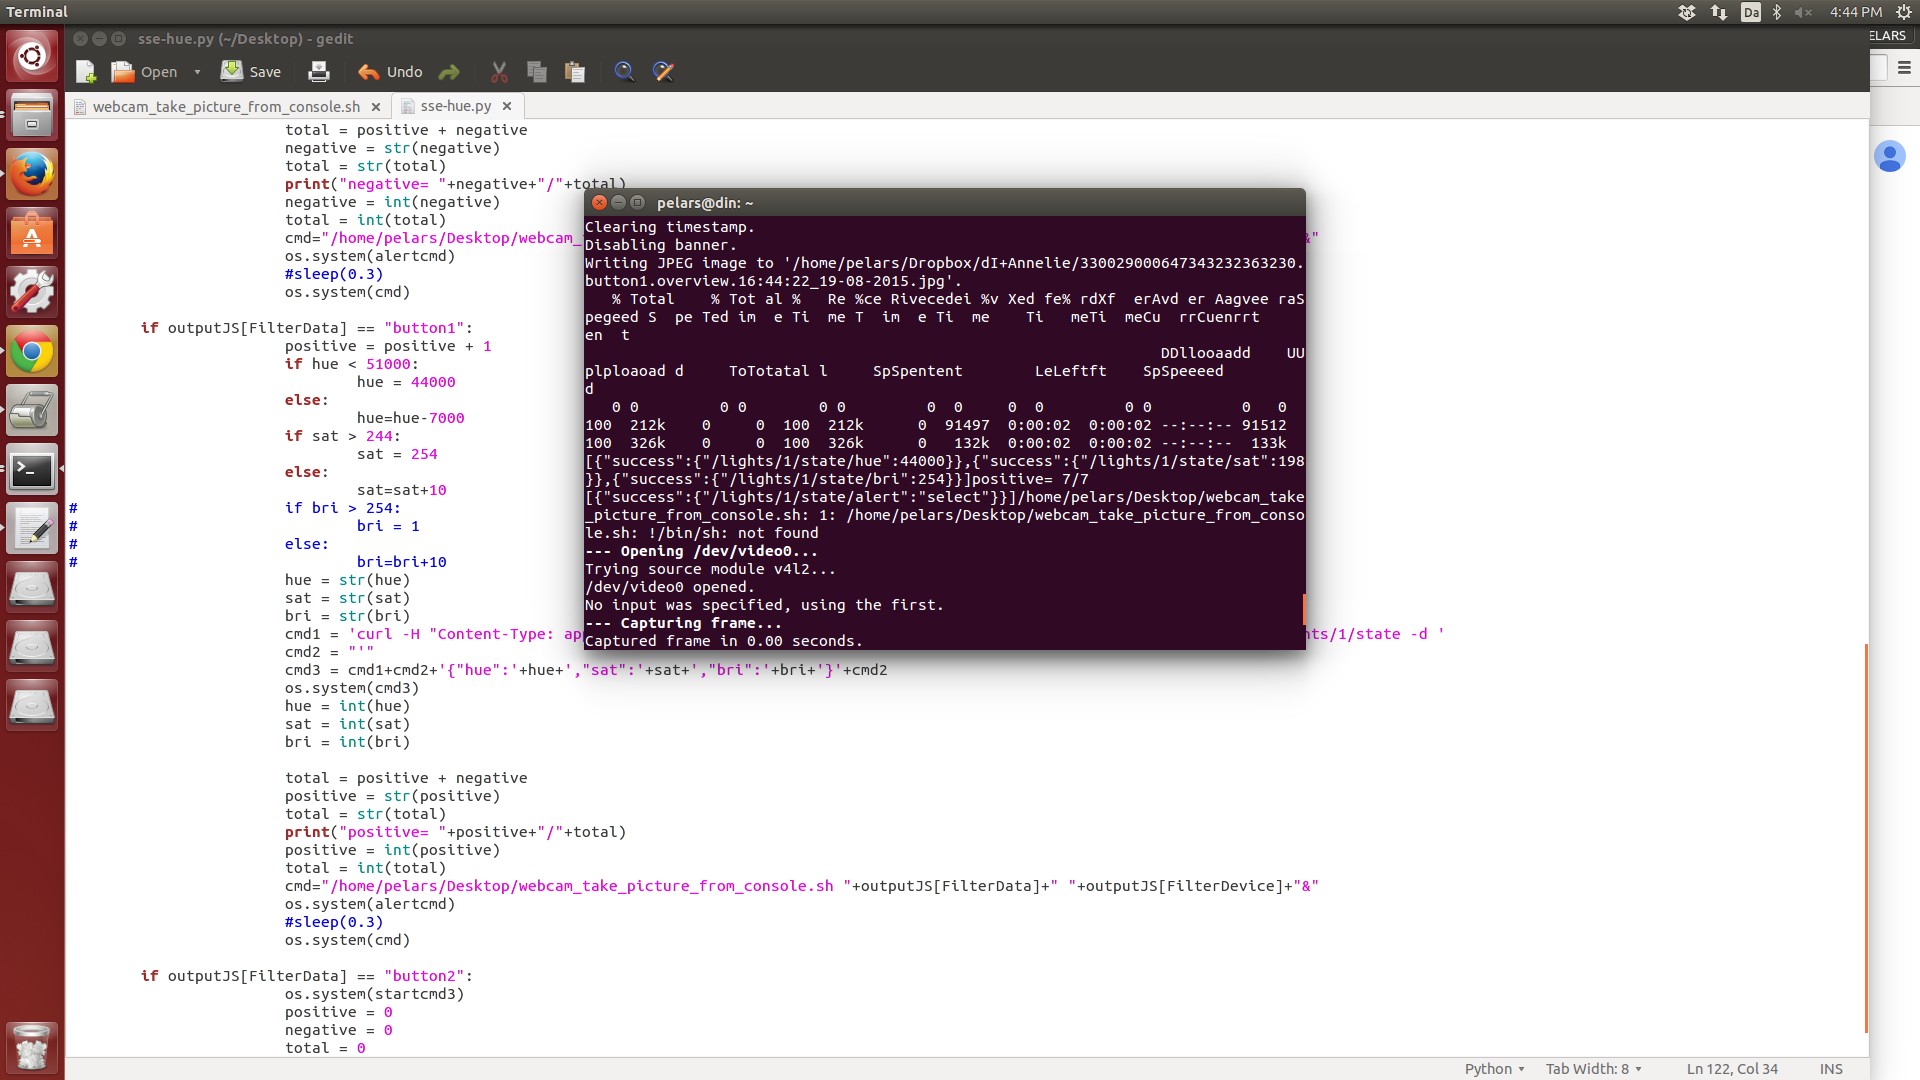 Terminal
Da
4:44 PM
ELARS
sse-hue.py (~/Desktop) - gedit
Open Save Undo
webcam_take_picture_from_console.sh × sse-hue.py ×
total = positive + negative
negative = str(negative)
total = str(total)
print("negative= "+negative+"/"+total)
negative = int(negative)
total = int(total)
cmd="/home/pelars/Desktop/webcam_ &"
os.system(alertcmd)
#sleep(0.3)
os.system(cmd)
if outputJS[FilterData] == "button1":
positive = positive + 1
if hue < 51000:
hue = 44000
else:
hue=hue-7000
if sat > 244:
sat = 254
else:
sat=sat+10
# if bri > 254:
# bri = 1
# else:
# bri=bri+10
hue = str(hue)
sat = str(sat)
bri = str(bri)
cmd1 = 'curl -H "Content-Type: ap hts/1/state -d '
cmd2 = "'"
cmd3 = cmd1+cmd2+'{"hue":'+hue+',"sat":'+sat+',"bri":'+bri+'}'+cmd2
os.system(cmd3)
hue = int(hue)
sat = int(sat)
bri = int(bri)
total = positive + negative
positive = str(positive)
total = str(total)
print("positive= "+positive+"/"+total)
positive = int(positive)
total = int(total)
cmd="/home/pelars/Desktop/webcam_take_picture_from_console.sh "+outputJS[FilterData]+" "+outputJS[FilterDevice]+"&"
os.system(alertcmd)
#sleep(0.3)
os.system(cmd)
if outputJS[FilterData] == "button2":
os.system(startcmd3)
positive = 0
negative = 0
total = 0
pelars@din: ~
Clearing timestamp.
Disabling banner.
Writing JPEG image to '/home/pelars/Dropbox/dI+Annelie/330029000647343232363230.
button1.overview.16:44:22_19-08-2015.jpg'.
% Total % Tot al % Re %ce Rivecedei %v Xed fe% rdXf erAvd er Aagvee raS
pegeed S pe Ted im e Ti me T im e Ti me Ti meTi meCu rrCuenrrt
en t
DDllooaadd UU
plploaoad d ToTotatal l SpSpentent LeLeftft SpSpeeeed
d
0 0 0 0 0 0 0 0 0 0 0 0 0 0
100 212k 0 0 100 212k 0 91497 0:00:02 0:00:02 --:--:-- 91512
100 326k 0 0 100 326k 0 132k 0:00:02 0:00:02 --:--:-- 133k
[{"success":{"/lights/1/state/hue":44000}},{"success":{"/lights/1/state/sat":198
}},{"success":{"/lights/1/state/bri":254}}]positive= 7/7
[{"success":{"/lights/1/state/alert":"select"}}]/home/pelars/Desktop/webcam_take
_picture_from_console.sh: 1: /home/pelars/Desktop/webcam_take_picture_from_conso
le.sh: !/bin/sh: not found
--- Opening /dev/video0...
Trying source module v4l2...
/dev/video0 opened.
No input was specified, using the first.
--- Capturing frame...
Captured frame in 0.00 seconds.
Python Tab Width: 8 Ln 122, Col 34 INS